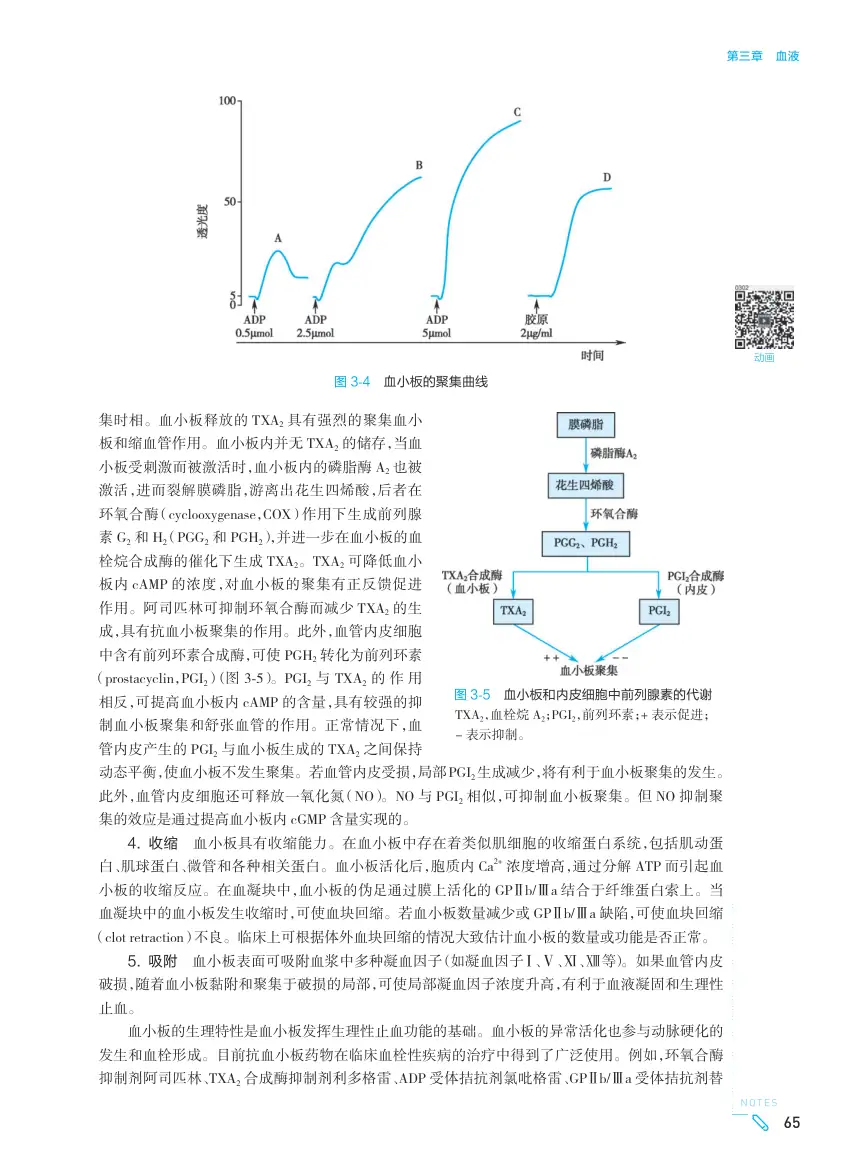 第三章 血液
100
50
5
0
透光度
A
B
C
D
ADP
0.5μmol
ADP
2.5μmol
ADP
5μmol
胶原
2μg/ml
时间
0302
动画
图 3-4 血小板的聚集曲线
集时相。血小板释放的 TXA₂ 具有强烈的聚集血小
板和缩血管作用。血小板内并无 TXA₂ 的储存,当血
小板受刺激而被激活时,血小板内的磷脂酶 A₂ 也被
激活,进而裂解膜磷脂,游离出花生四烯酸,后者在
环氧合酶(cyclooxygenase,COX)作用下生成前列腺
素 G₂ 和 H₂(PGG₂ 和 PGH₂),并进一步在血小板的血
栓烷合成酶的催化下生成 TXA₂。TXA₂ 可降低血小
板内 cAMP 的浓度,对血小板的聚集有正反馈促进
作用。阿司匹林可抑制环氧合酶而减少 TXA₂ 的生
成,具有抗血小板聚集的作用。此外,血管内皮细胞
中含有前列环素合成酶,可使 PGH₂ 转化为前列环素
(prostacyclin,PGI₂)(图 3-5)。PGI₂ 与 TXA₂ 的作用
相反,可提高血小板内 cAMP 的含量,具有较强的抑
制血小板聚集和舒张血管的作用。正常情况下,血
管内皮产生的 PGI₂ 与血小板生成的 TXA₂ 之间保持
膜磷脂
磷脂酶A₂
花生四烯酸
环氧合酶
PGG₂、PGH₂
TXA₂合成酶
(血小板)
PGI₂合成酶
(内皮)
TXA₂
PGI₂
++
--
血小板聚集
图 3-5 血小板和内皮细胞中前列腺素的代谢
TXA₂,血栓烷 A₂;PGI₂,前列环素;+ 表示促进;
- 表示抑制。
动态平衡,使血小板不发生聚集。若血管内皮受损,局部PGI₂生成减少,将有利于血小板聚集的发生。
此外,血管内皮细胞还可释放一氧化氮(NO)。NO 与 PGI₂ 相似,可抑制血小板聚集。但 NO 抑制聚
集的效应是通过提高血小板内 cGMP 含量实现的。
4. 收缩 血小板具有收缩能力。在血小板中存在着类似肌细胞的收缩蛋白系统,包括肌动蛋
白、肌球蛋白、微管和各种相关蛋白。血小板活化后,胞质内 Ca²⁺ 浓度增高,通过分解 ATP 而引起血
小板的收缩反应。在血凝块中,血小板的伪足通过膜上活化的 GPⅡb/Ⅲa 结合于纤维蛋白索上。当
血凝块中的血小板发生收缩时,可使血块回缩。若血小板数量减少或 GPⅡb/Ⅲa 缺陷,可使血块回缩
(clot retraction)不良。临床上可根据体外血块回缩的情况大致估计血小板的数量或功能是否正常。
5. 吸附 血小板表面可吸附血浆中多种凝血因子(如凝血因子Ⅰ、Ⅴ、Ⅺ、ⅩⅢ等)。如果血管内皮
破损,随着血小板黏附和聚集于破损的局部,可使局部凝血因子浓度升高,有利于血液凝固和生理性
止血。
血小板的生理特性是血小板发挥生理性止血功能的基础。血小板的异常活化也参与动脉硬化的
发生和血栓形成。目前抗血小板药物在临床血栓性疾病的治疗中得到了广泛使用。例如,环氧合酶
抑制剂阿司匹林、TXA₂ 合成酶抑制剂利多格雷、ADP 受体拮抗剂氯吡格雷、GPⅡb/Ⅲa 受体拮抗剂替
NOTES
65